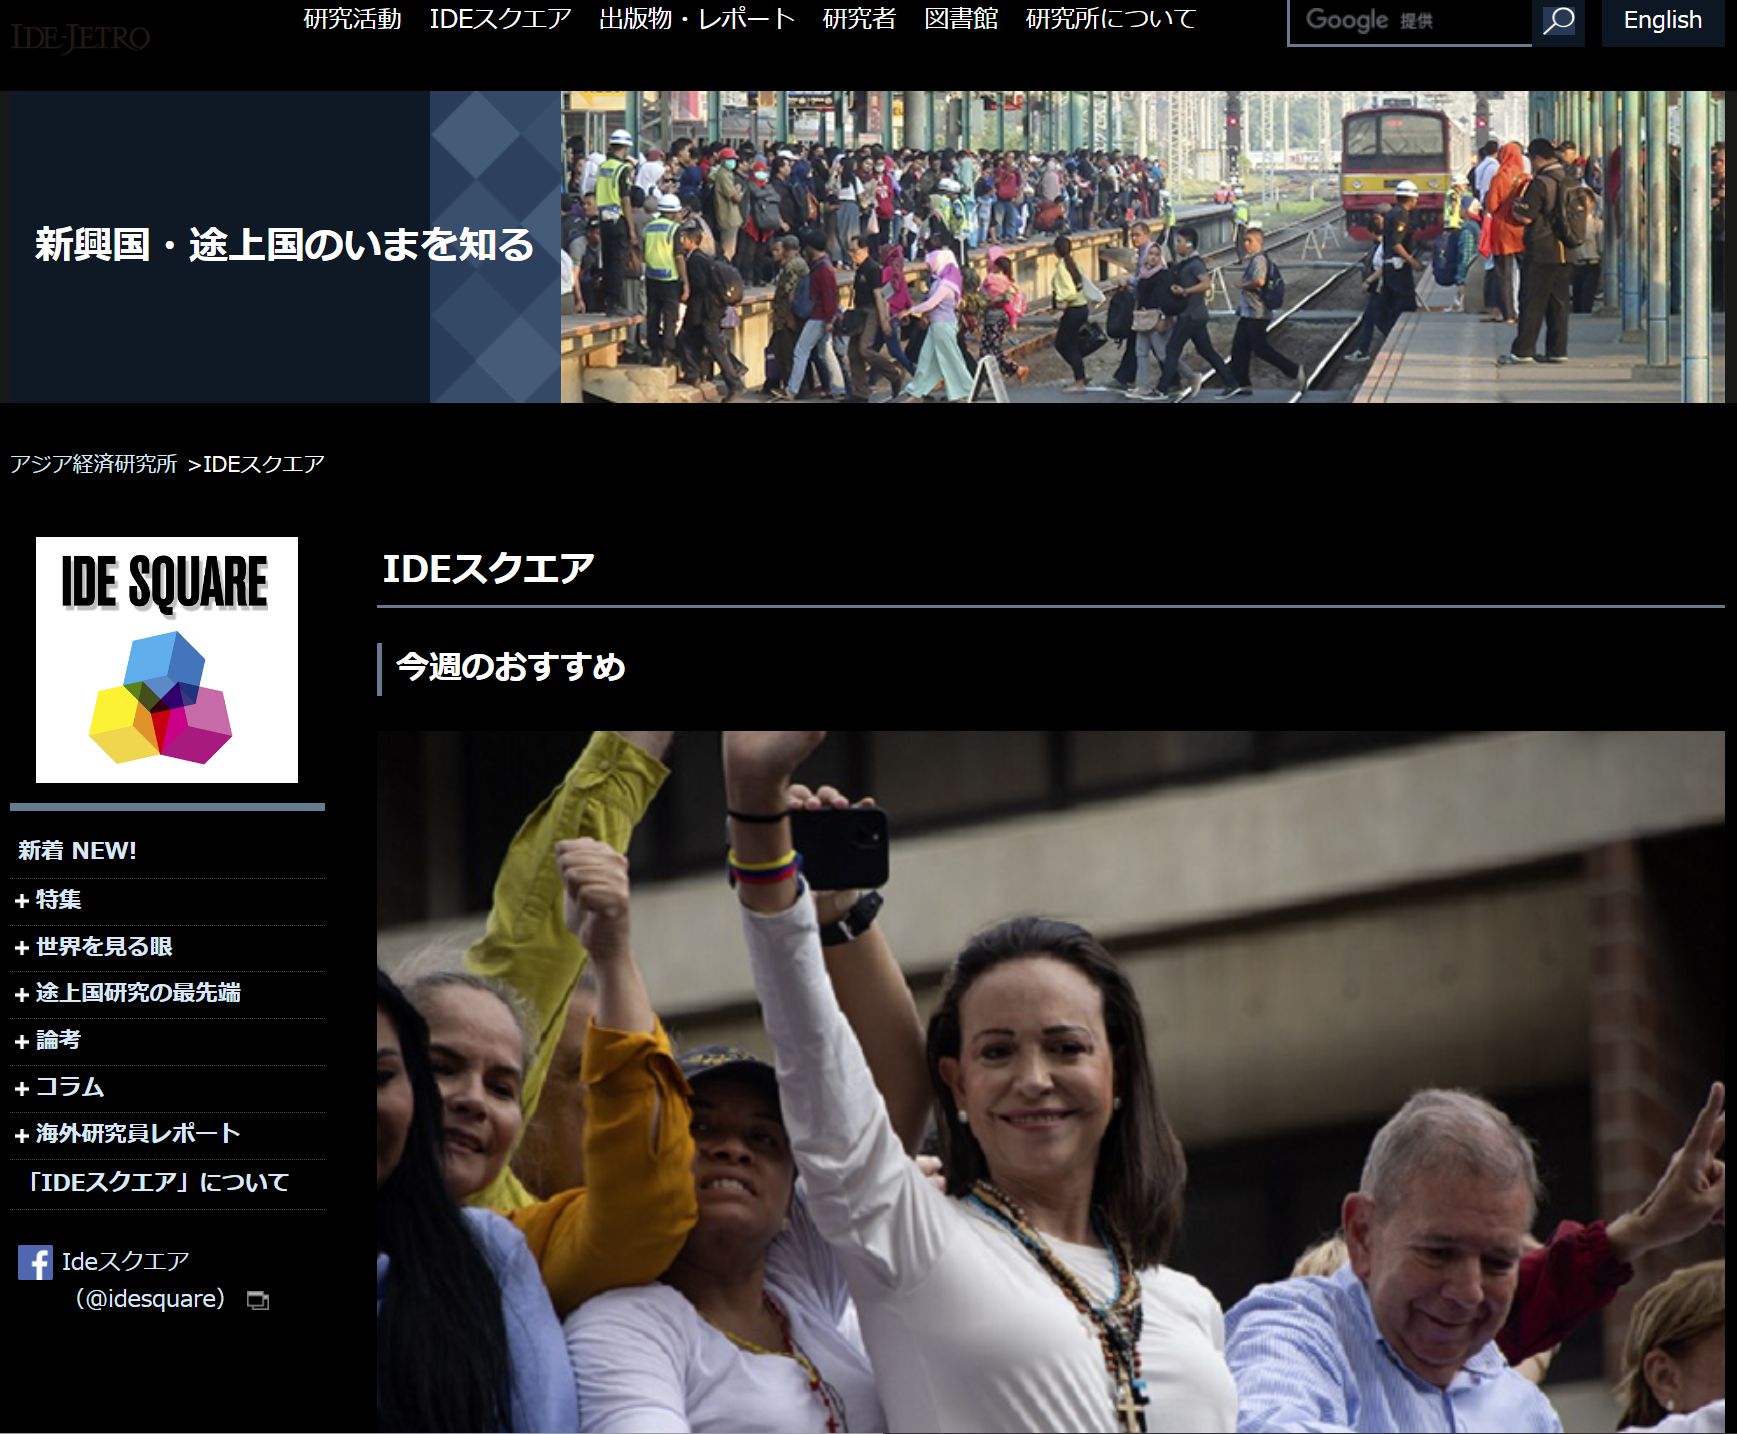 IDE-JETRO
研究活動 IDEスクエア 出版物・レポート 研究者 図書館 研究所について
Google 提供
English
新興国・途上国のいまを知る
アジア経済研究所 >IDEスクエア
IDE SQUARE
IDEスクエア
今週のおすすめ
新着 NEW!
+ 特集
+ 世界を見る眼
+ 途上国研究の最先端
+ 論考
+ コラム
+ 海外研究員レポート
「IDEスクエア」について
f Ideスクエア
（@idesquare）